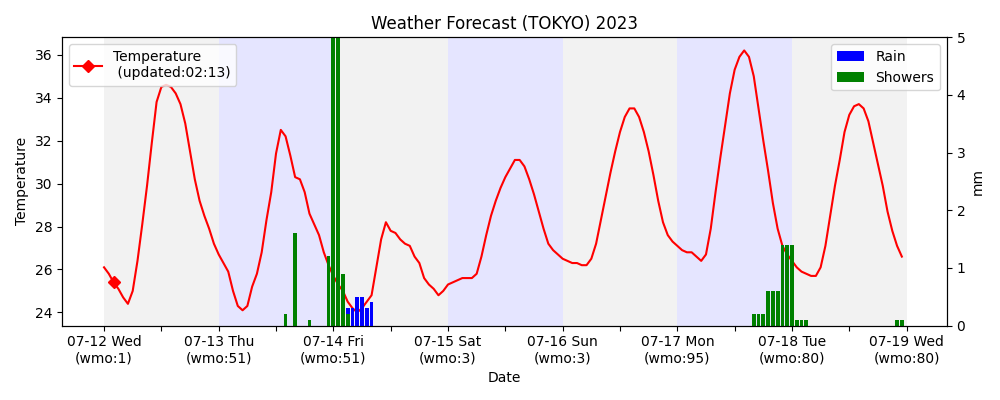 Weather Forecast (TOKYO) 2023
Temperature
(updated:02:13)
Rain
Showers
36
34
32
30
28
26
24
Temperature
5
4
3
2
1
0
mm
07-12 Wed
(wmo:1)
07-13 Thu
(wmo:51)
07-14 Fri
(wmo:51)
07-15 Sat
(wmo:3)
07-16 Sun
(wmo:3)
07-17 Mon
(wmo:95)
07-18 Tue
(wmo:80)
07-19 Wed
(wmo:80)
Date